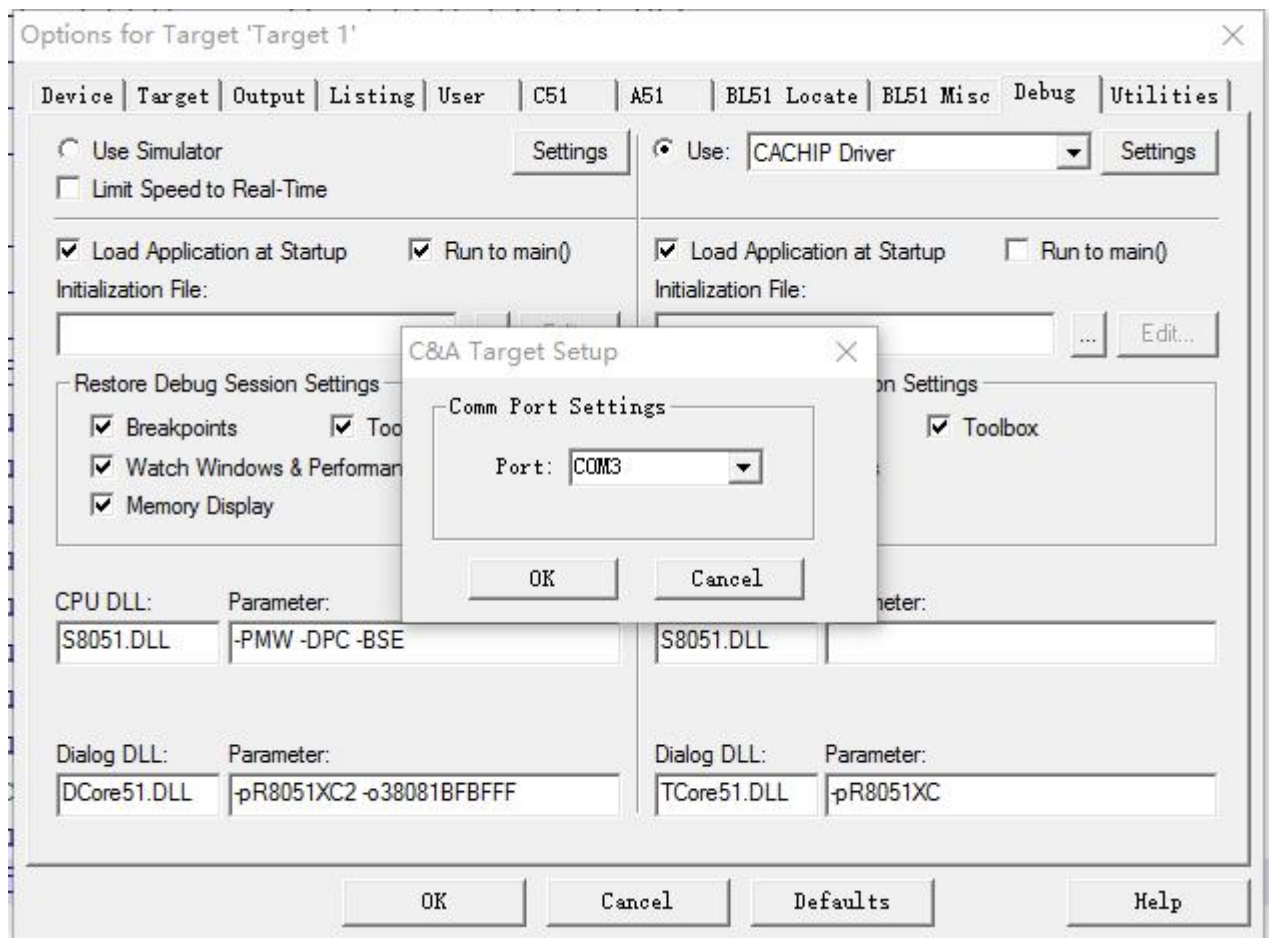 Options for Target 'Target 1'
Device Target Output Listing User C51 A51 BL51 Locate BL51 Misc Debug Utilities
Use Simulator Settings Use: CACHIP Driver Settings
Limit Speed to Real-Time
Load Application at Startup Run to main() Load Application at Startup Run to main()
Initialization File: Initialization File:
... Edit...
C&A Target Setup
Comm Port Settings
Port: COM3
OK Cancel
Restore Debug Session Settings on Settings
Breakpoints Too Toolbox
Watch Windows & Performan
Memory Display
CPU DLL: Parameter: neter:
S8051.DLL -PMW -DPC -BSE S8051.DLL
Dialog DLL: Parameter: Dialog DLL: Parameter:
DCore51.DLL -pR8051XC2 -o38081BFBFFF TCore51.DLL -pR8051XC
OK Cancel Defaults Help